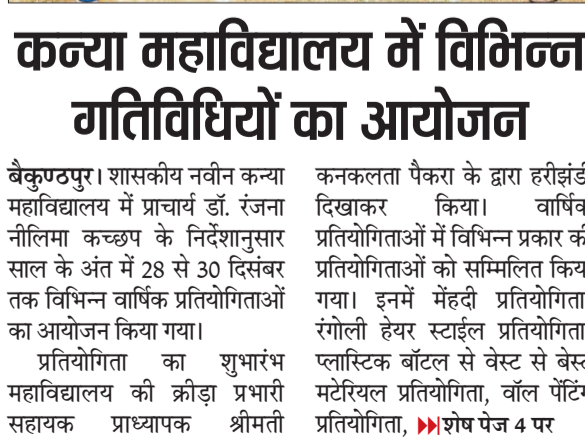 कन्या महाविद्यालय में विभिन्न
गतिविधियों का आयोजन
बैकुण्ठपुर। शासकीय नवीन कन्या
महाविद्यालय में प्राचार्य डॉ. रंजना
नीलिमा कच्छप के निर्देशानुसार
साल के अंत में 28 से 30 दिसंबर
तक विभिन्न वार्षिक प्रतियोगिताओं
का आयोजन किया गया।
प्रतियोगिता का शुभारंभ
महाविद्यालय की क्रीड़ा प्रभारी
सहायक प्राध्यापक श्रीमती
कनकलता पैकरा के द्वारा हरीझंडी
दिखाकर किया। वार्षिक
प्रतियोगिताओं में विभिन्न प्रकार की
प्रतियोगिताओं को सम्मिलित किया
गया। इनमें मेंहदी प्रतियोगिता
रंगोली हेयर स्टाईल प्रतियोगिता
प्लास्टिक बॉटल से वेस्ट से बेस्ट
मटेरियल प्रतियोगिता, वॉल पेंटिंग
प्रतियोगिता, शेष पेज 4 पर